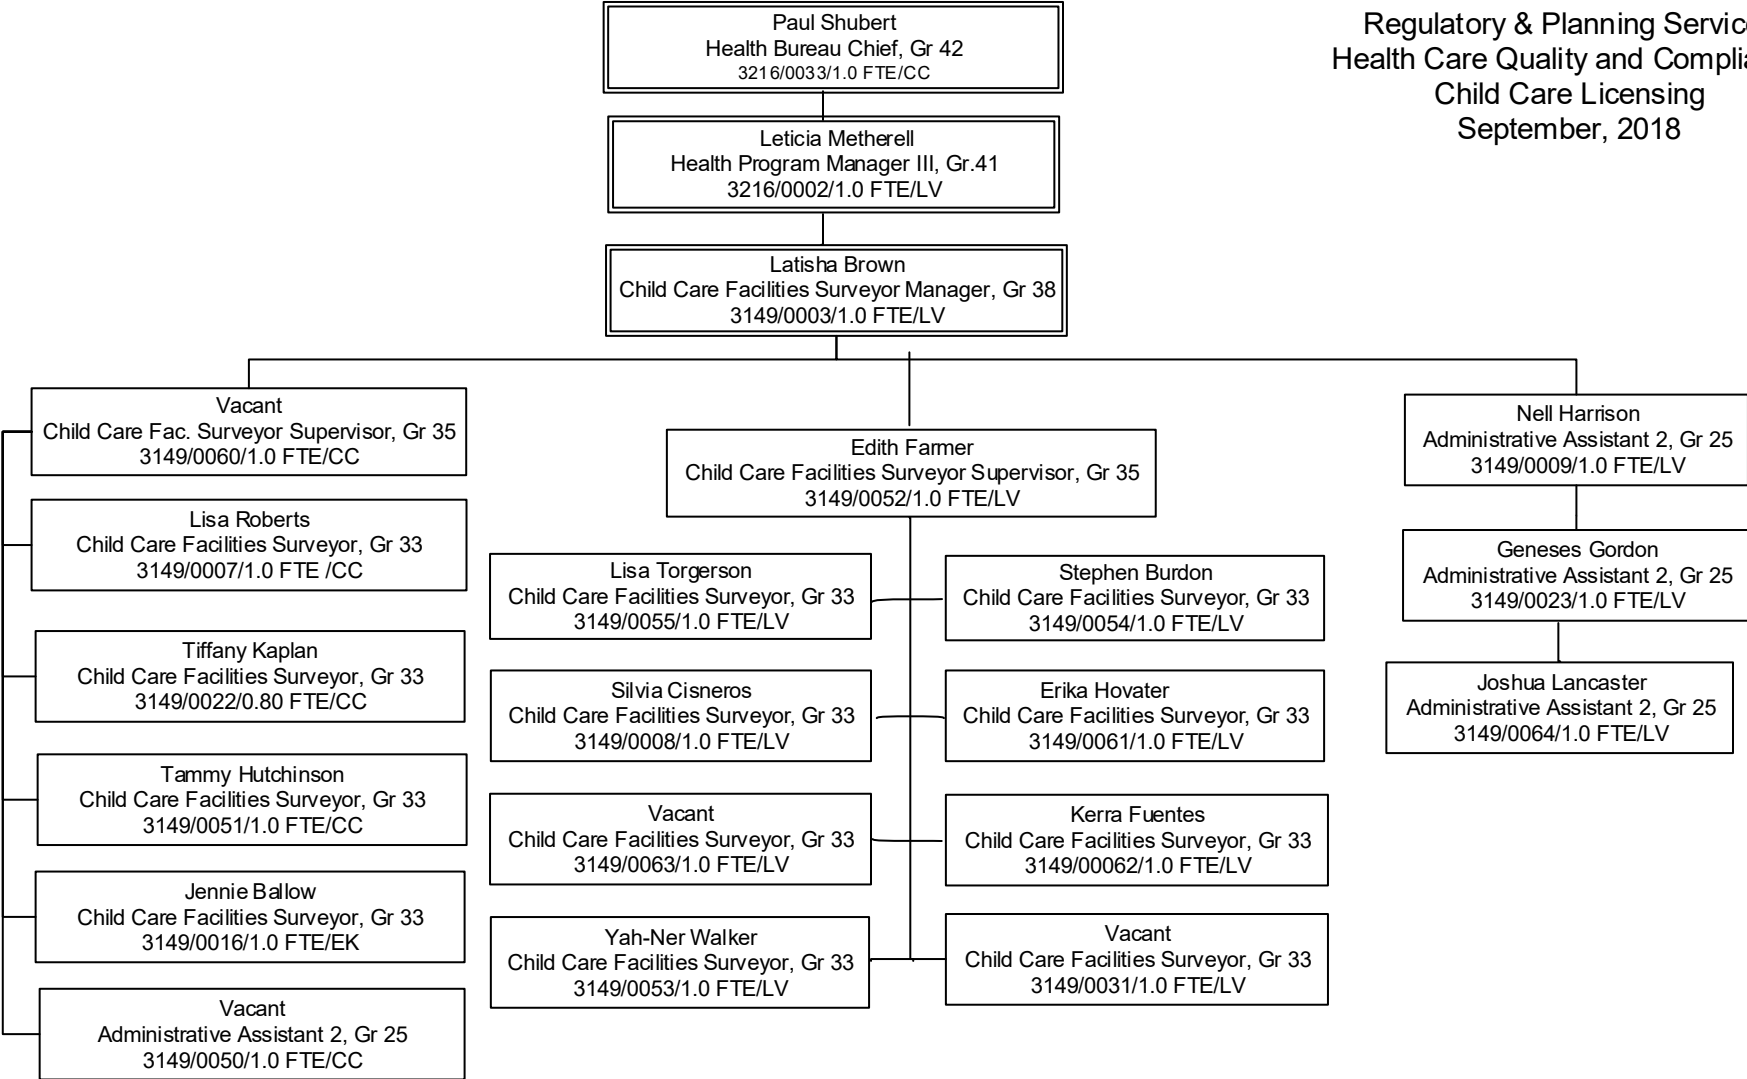 Paul Shubert
Health Bureau Chief, Gr 42
3216/0033/1.0 FTE/CC
Regulatory & Planning Servic
Health Care Quality and Complia
Child Care Licensing
September, 2018
Leticia Metherell
Health Program Manager III, Gr.41
3216/0002/1.0 FTE/LV
Latisha Brown
Child Care Facilities Surveyor Manager, Gr 38
3149/0003/1.0 FTE/LV
Vacant
Child Care Fac. Surveyor Supervisor, Gr 35
3149/0060/1.0 FTE/CC
Lisa Roberts
Child Care Facilities Surveyor, Gr 33
3149/0007/1.0 FTE /CC
Tiffany Kaplan
Child Care Facilities Surveyor, Gr 33
3149/0022/0.80 FTE/CC
Tammy Hutchinson
Child Care Facilities Surveyor, Gr 33
3149/0051/1.0 FTE/CC
Jennie Ballow
Child Care Facilities Surveyor, Gr 33
3149/0016/1.0 FTE/EK
Vacant
Administrative Assistant 2, Gr 25
3149/0050/1.0 FTE/CC
Edith Farmer
Child Care Facilities Surveyor Supervisor, Gr 35
3149/0052/1.0 FTE/LV
Lisa Torgerson
Child Care Facilities Surveyor, Gr 33
3149/0055/1.0 FTE/LV
Stephen Burdon
Child Care Facilities Surveyor, Gr 33
3149/0054/1.0 FTE/LV
Silvia Cisneros
Child Care Facilities Surveyor, Gr 33
3149/0008/1.0 FTE/LV
Erika Hovater
Child Care Facilities Surveyor, Gr 33
3149/0061/1.0 FTE/LV
Vacant
Child Care Facilities Surveyor, Gr 33
3149/0063/1.0 FTE/LV
Kerra Fuentes
Child Care Facilities Surveyor, Gr 33
3149/00062/1.0 FTE/LV
Yah-Ner Walker
Child Care Facilities Surveyor, Gr 33
3149/0053/1.0 FTE/LV
Vacant
Child Care Facilities Surveyor, Gr 33
3149/0031/1.0 FTE/LV
Nell Harrison
Administrative Assistant 2, Gr 25
3149/0009/1.0 FTE/LV
Geneses Gordon
Administrative Assistant 2, Gr 25
3149/0023/1.0 FTE/LV
Joshua Lancaster
Administrative Assistant 2, Gr 25
3149/0064/1.0 FTE/LV